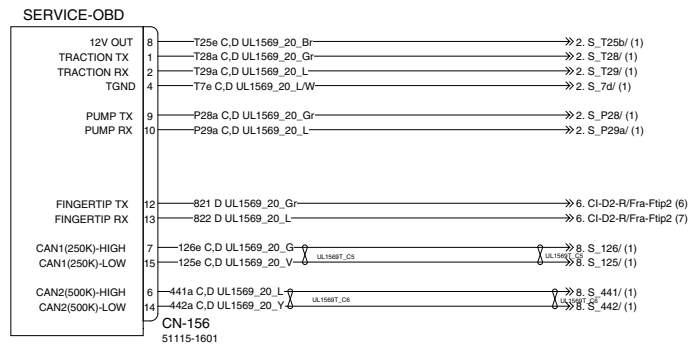 SERVICE-OBD
12V OUT 8 T25e C,D UL1569_20_Br 2. S_T25b/ (1)
TRACTION TX 1 T28a C,D UL1569_20_Gr 2. S_T28/ (1)
TRACTION RX 2 T29a C,D UL1569_20_L 2. S_T29/ (1)
TGND 4 T7e C,D UL1569_20_L/W 2. S_7d/ (1)
PUMP TX 9 P28a C,D UL1569_20_Gr 2. S_P28/ (1)
PUMP RX 10 P29a C,D UL1569_20_L 2. S_P29a/ (1)
FINGERTIP TX 12 821 D UL1569_20_Gr 6. CI-D2-R/Fra-Ftip2 (6)
FINGERTIP RX 13 822 D UL1569_20_L 6. CI-D2-R/Fra-Ftip2 (7)
CAN1(250K)-HIGH 7 126e C,D UL1569_20_G 8. S_126/ (1)
UL1569T_C5 UL1569T_C5
CAN1(250K)-LOW 15 125e C,D UL1569_20_V 8. S_125/ (1)
CAN2(500K)-HIGH 6 441a C,D UL1569_20_L 8. S_441/ (1)
UL1569T_C6 UL1569T_C6
CAN2(500K)-LOW 14 442a C,D UL1569_20_Y 8. S_442/ (1)
CN-156
51115-1601